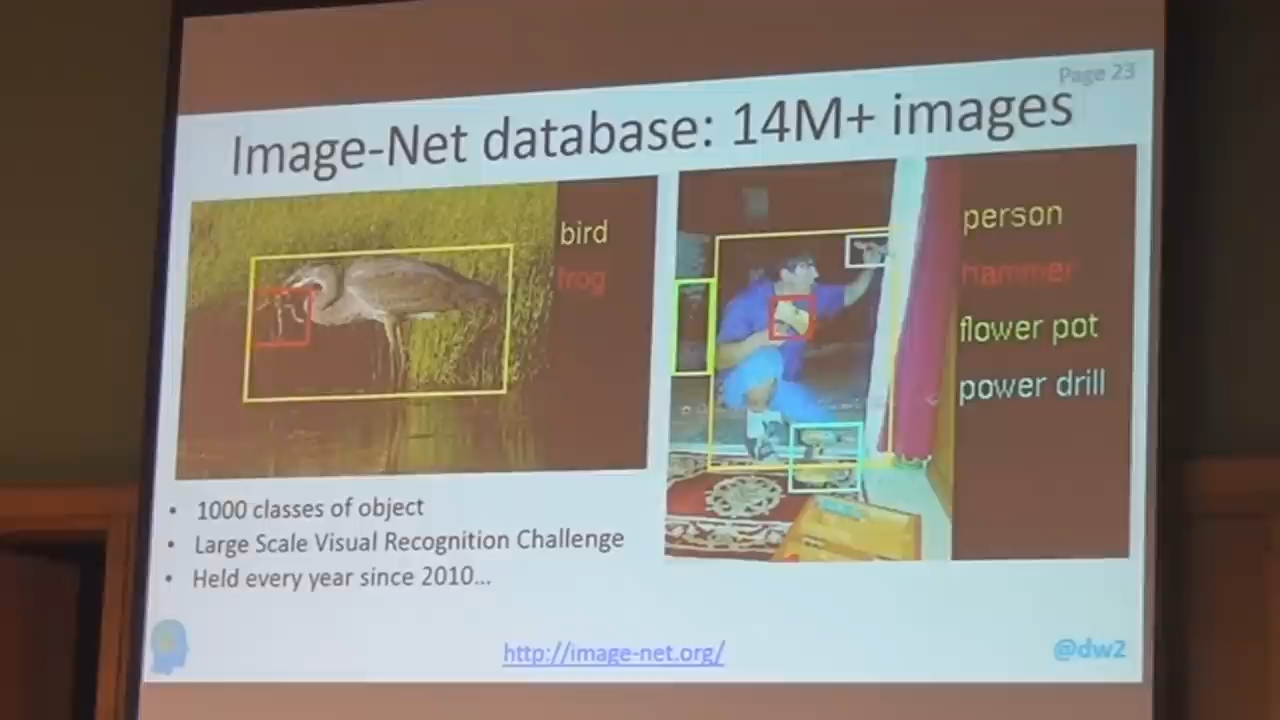 Page 23
Image-Net database: 14M+ images
bird
frog
person
hammer
flower pot
power drill
• 1000 classes of object
• Large Scale Visual Recognition Challenge
• Held every year since 2010...
http://image-net.org/
@dw2